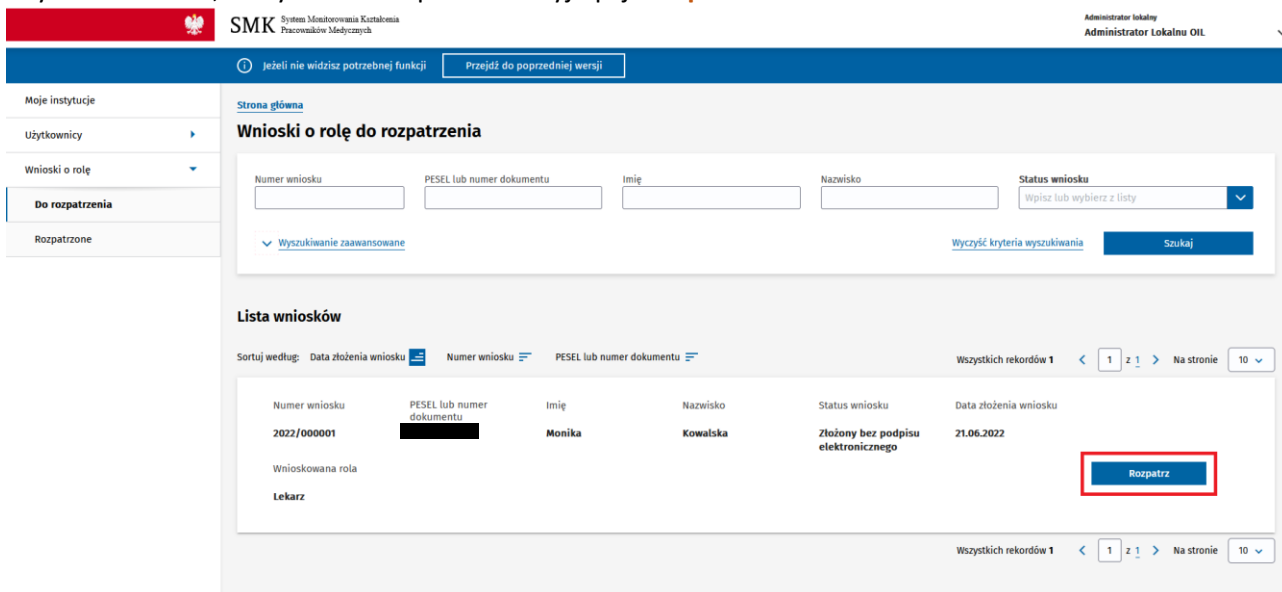 SMK System Monitorowania Kształcenia
Pracowników Medycznych
Administrator lokalny
Administrator Lokalnu OIL
Jeżeli nie widzisz potrzebnej funkcji Przejdź do poprzedniej wersji
Moje instytucje
Użytkownicy
Wnioski o rolę
Do rozpatrzenia
Rozpatrzone
Strona główna
Wnioski o rolę do rozpatrzenia
Numer wniosku PESEL lub numer dokumentu Imię Nazwisko Status wniosku
Wpisz lub wybierz z listy
Wyszukiwanie zaawansowane Wyczyść kryteria wyszukiwania Szukaj
Lista wniosków
Sortuj według: Data złożenia wniosku Numer wniosku PESEL lub numer dokumentu Wszystkich rekordów 1 1 z 1 Na stronie 10
Numer wniosku PESEL lub numer dokumentu Imię Nazwisko Status wniosku Data złożenia wniosku
2022/000001 Monika Kowalska Złożony bez podpisu elektronicznego 21.06.2022
Wnioskowana rola
Lekarz
Rozpatrz
Wszystkich rekordów 1 1 z 1 Na stronie 10